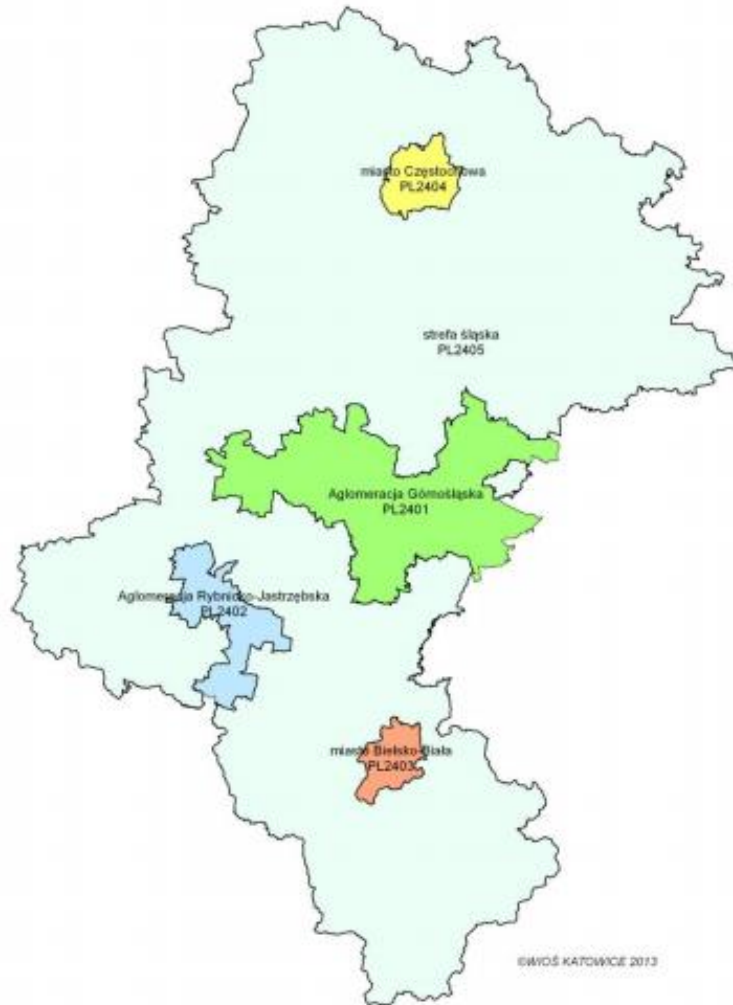 miasto Częstochowa
PL2404
strefa śląska
PL2405
Aglomeracja Górnośląska
PL2401
Aglomeracja Rybnicko-Jastrzębska
PL2402
miasto Bielsko-Biała
PL2403
©WIOŚ KATOWICE 2013